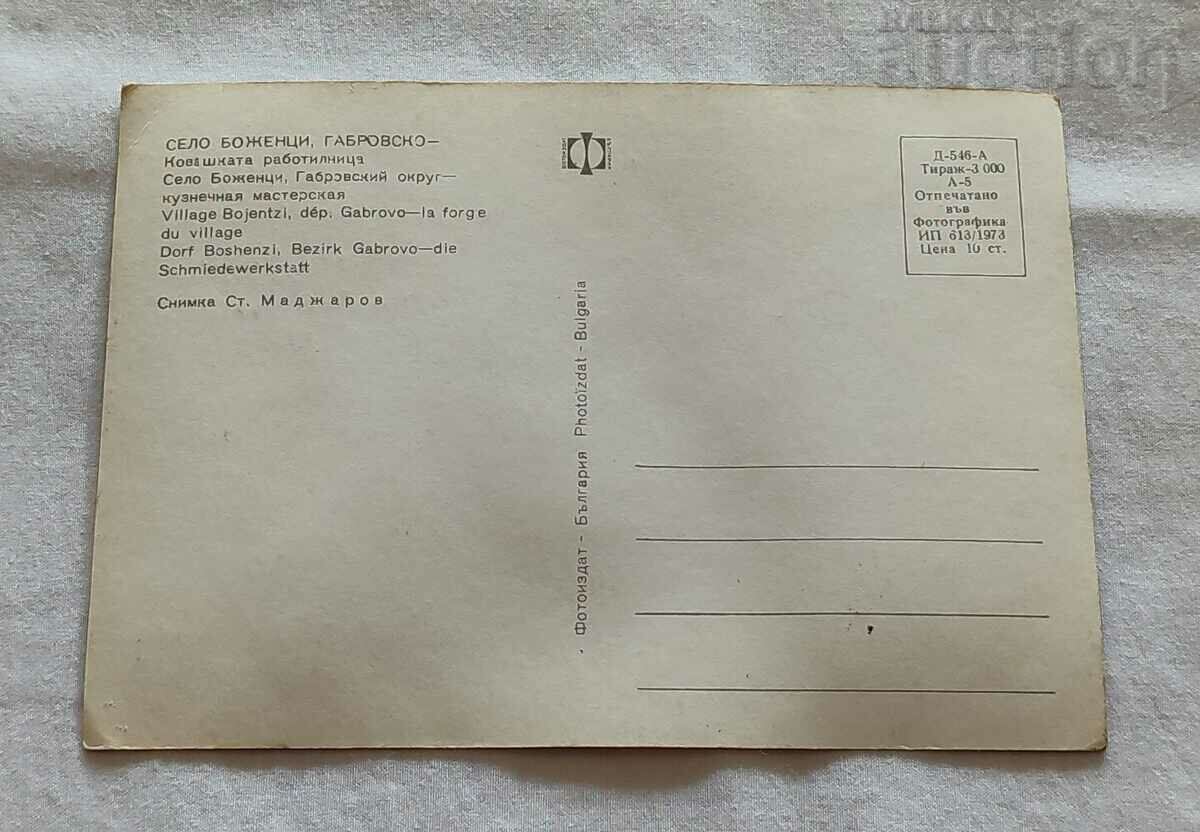 СЕЛО БОЖЕНЦИ, ГАБРОВСКО—
Ковашката работилница
Село Боженци, Габровский округ—
кузнечная мастерская
Village Bojentzi, dép. Gabrovo—la forge
du village
Dorf Boshenzi, Bezirk Gabrovo—die
Schmiedewerkstatt
Снимка Ст. Маджаров
Фотоиздат - България Photoizdat - Bulgaria
Д-546-А
Тираж-3 000
Л-5
Отпечатано
във
Фотографика
ИП 613/1973
Цена 10 ст.
auction